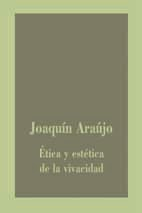 Joaquín Araújo
Ética y estética
de la vivacidad